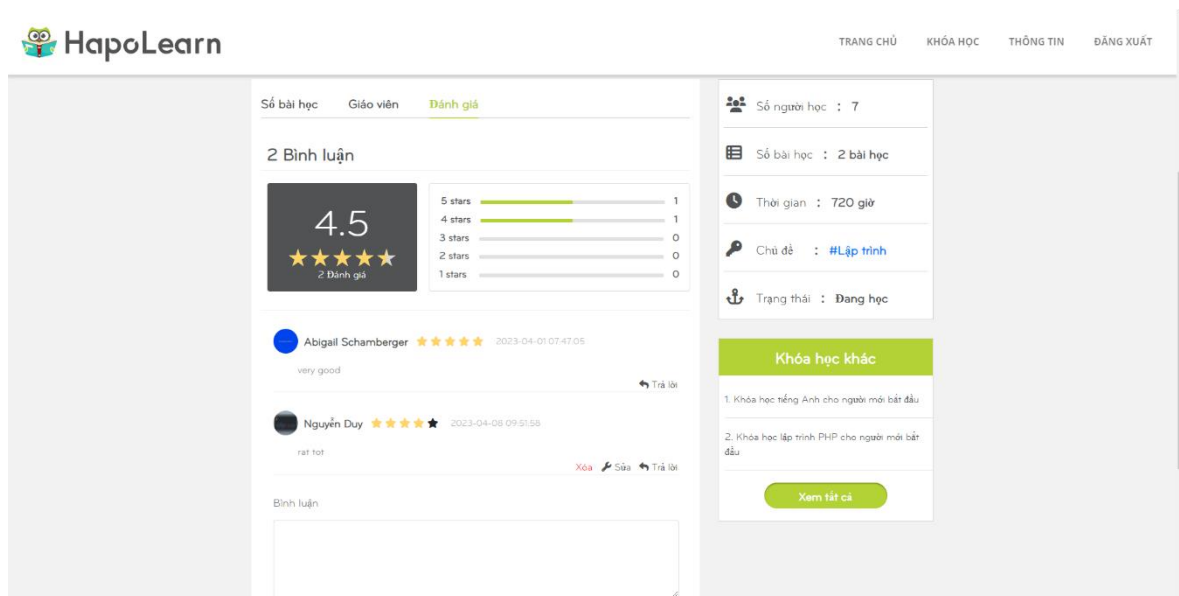 HapoLearn
TRANG CHỦ KHÓA HỌC THÔNG TIN ĐĂNG XUẤT
Số bài học Giáo viên Đánh giá
2 Bình luận
4.5
2 Đánh giá
5 stars 1
4 stars 1
3 stars 0
2 stars 0
1 stars 0
Abigail Schamberger 2023-04-01 07:47:05
very good
Trả lời
Nguyễn Duy 2023-04-08 09:51:58
rat tot
Xóa Sửa Trả lời
Bình luận
Số người học : 7
Số bài học : 2 bài học
Thời gian : 720 giờ
Chủ đề : #Lập trình
Trạng thái : Đang học
Khóa học khác
1. Khóa học tiếng Anh cho người mới bắt đầu
2. Khóa học lập trình PHP cho người mới bắt
đầu
Xem tất cả